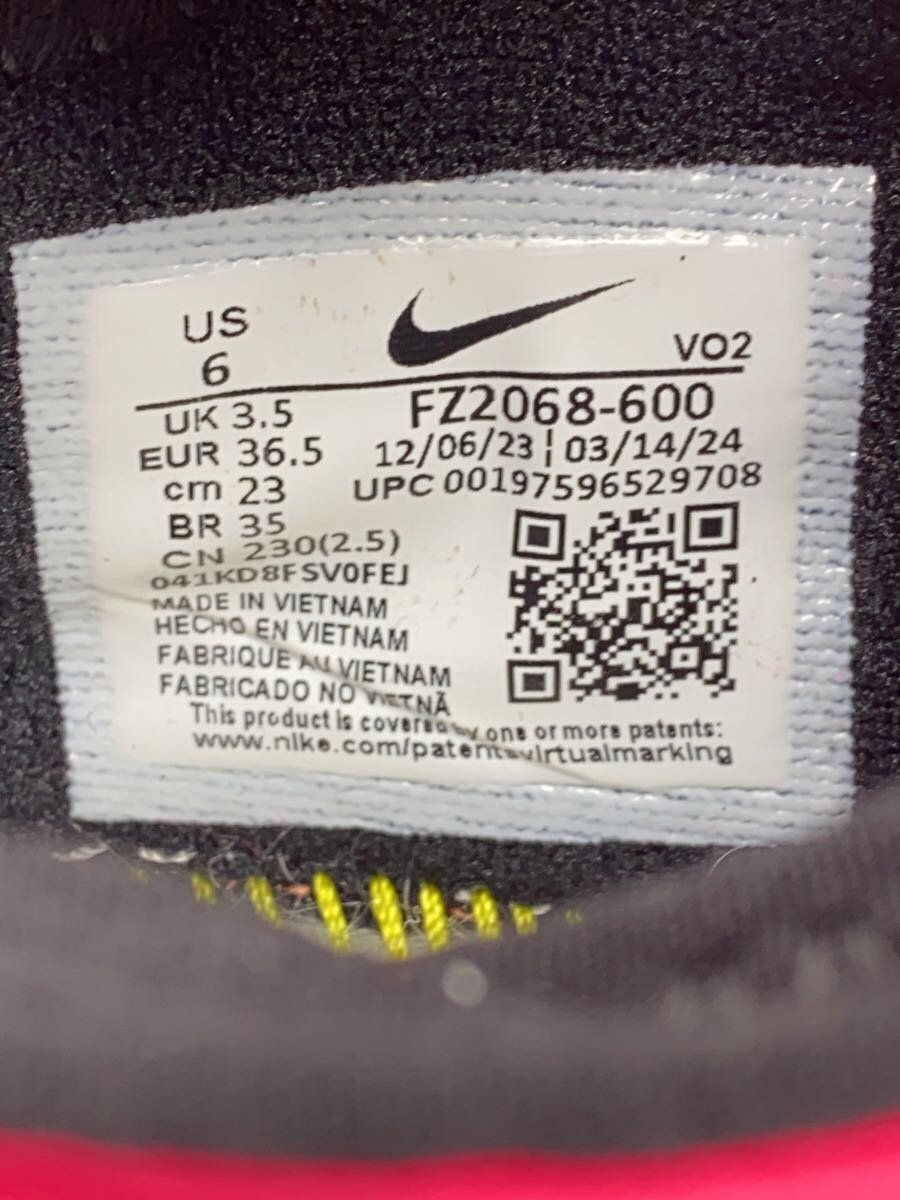 US
6
VO2
UK 3.5
EUR 36.5
cm 23
BR 35
CN 230(2.5)
FZ2068-600
12/06/23 ¦ 03/14/24
UPC 00197596529708
041KD8FSV0FEJ
MADE IN VIETNAM
HECHO EN VIETNAM
FABRIQUE AU VIETNAM
FABRICADO NO VIETNÃ
This product is covered by one or more patents:
www.nike.com/patentsvirtualmarking